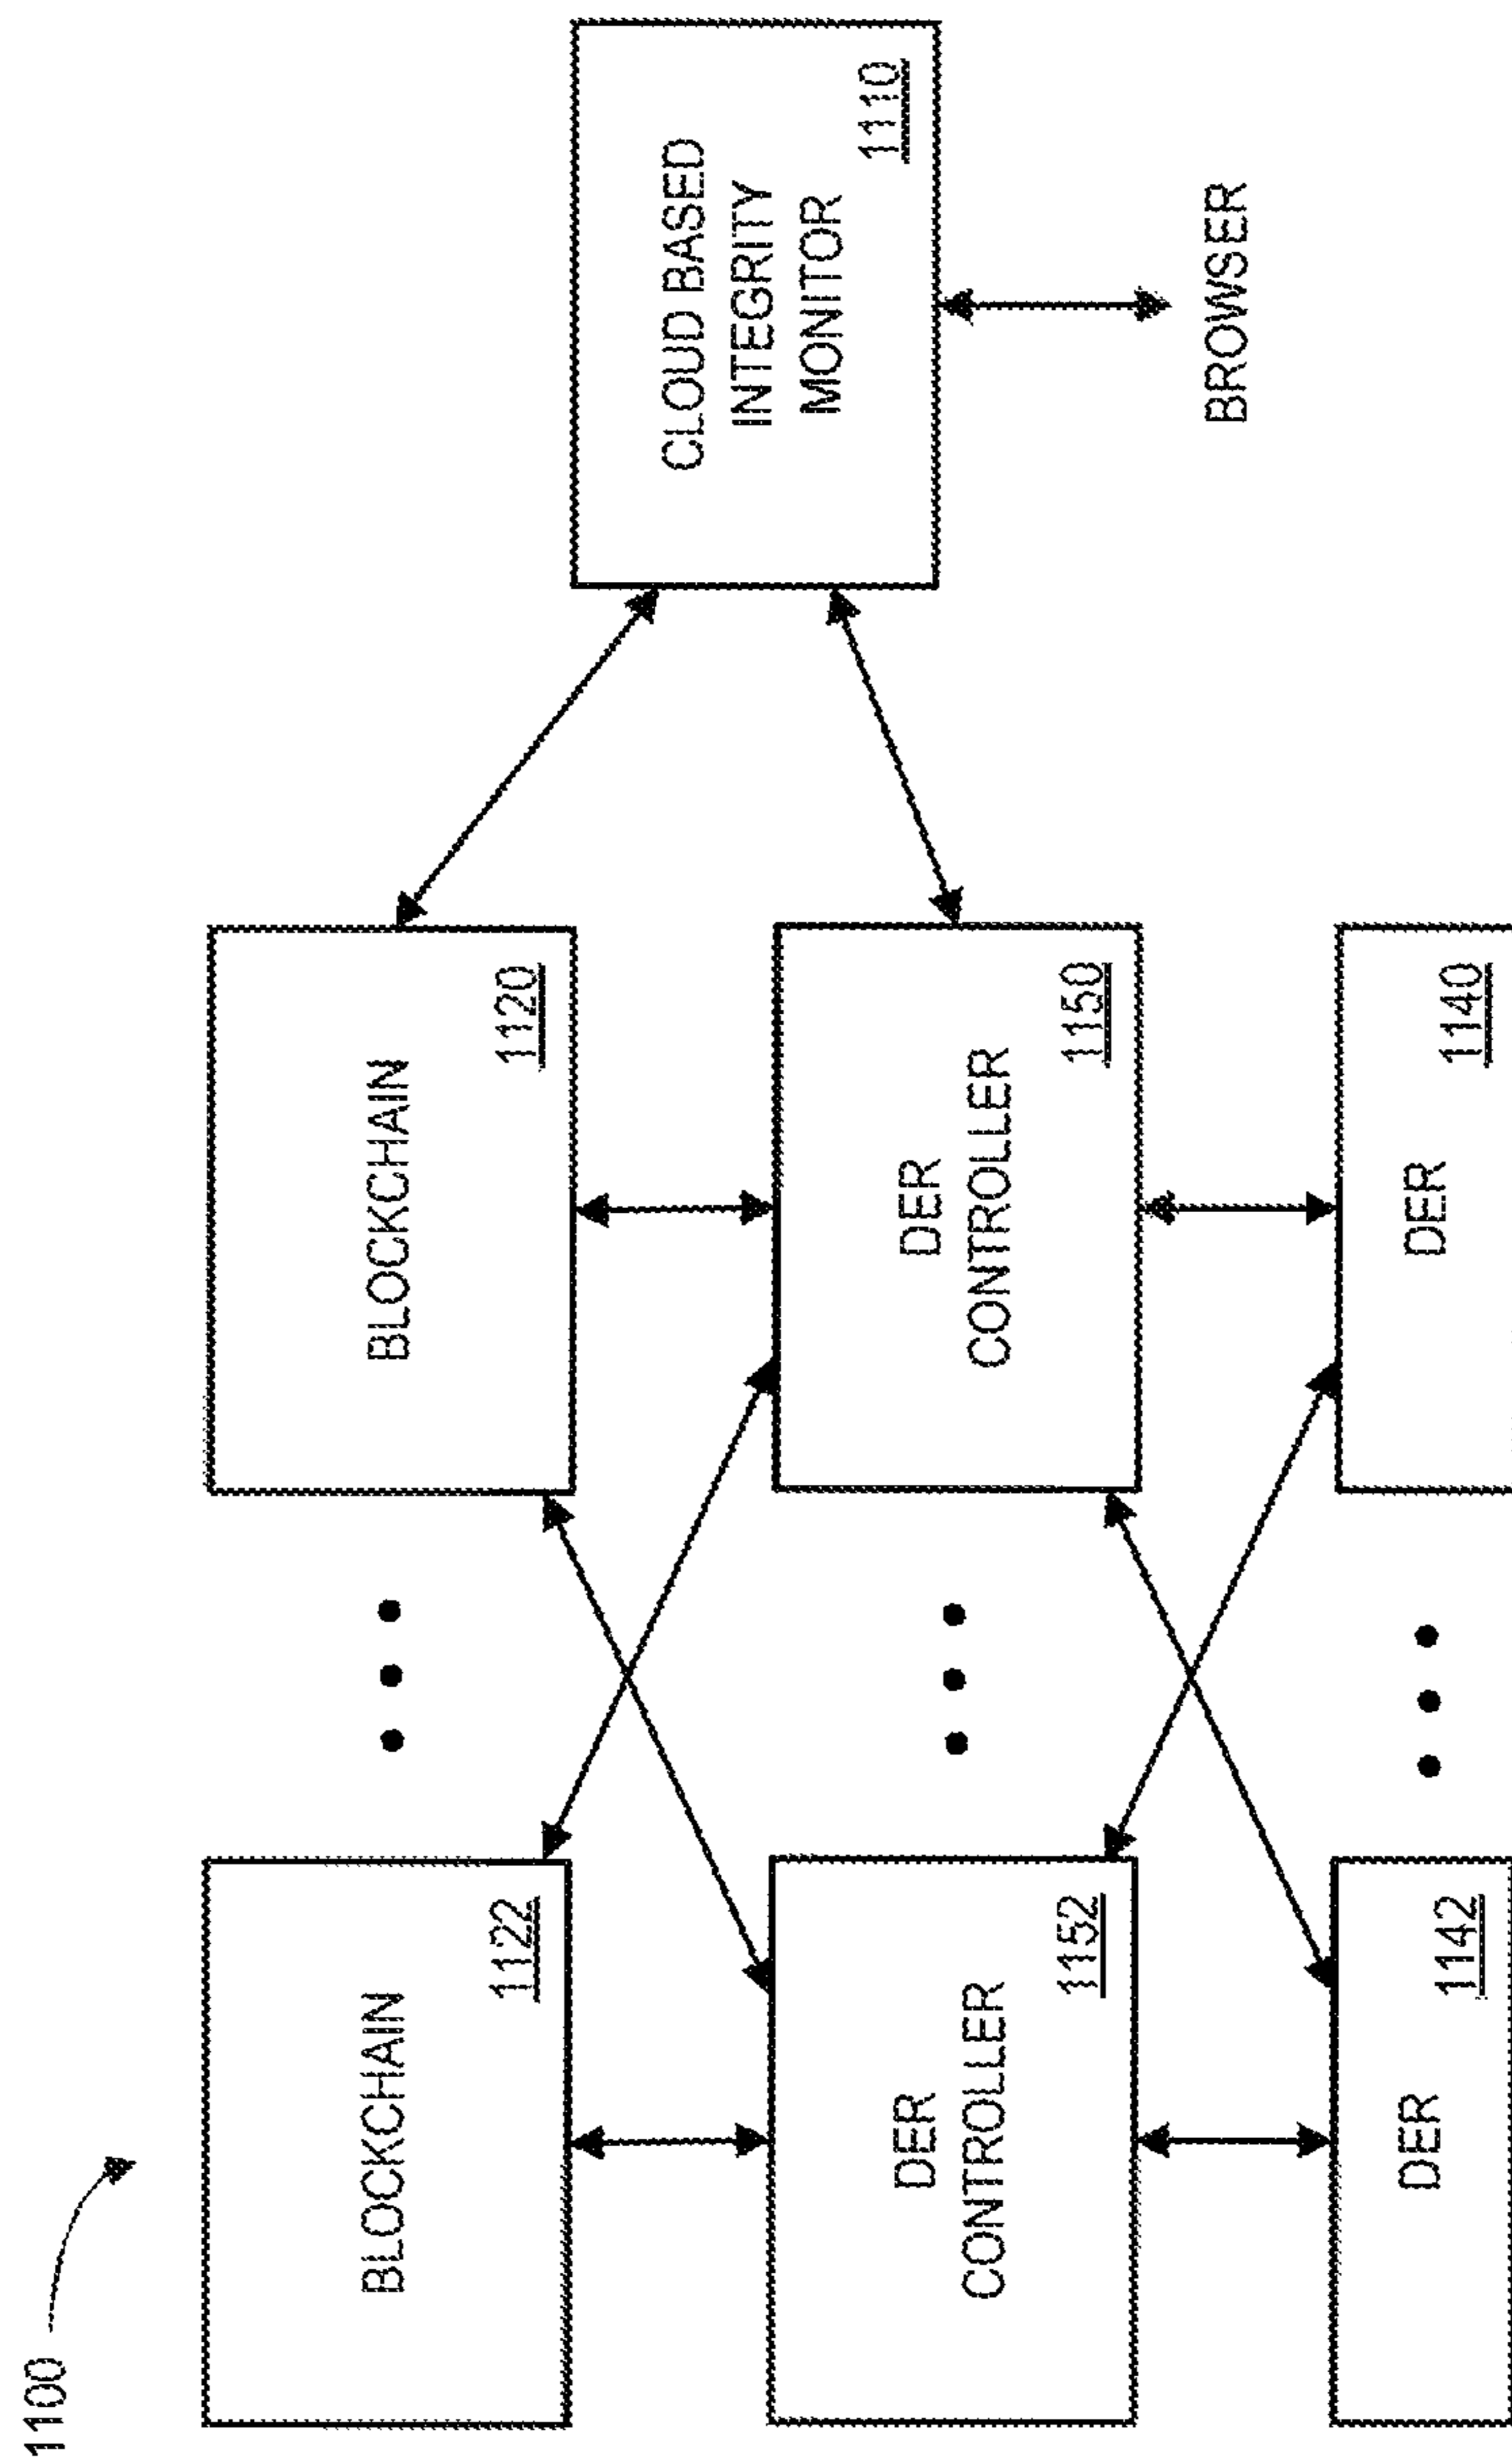 1100
BLOCKCHAIN
1122
BLOCKCHAIN
1120
CLOUD BASED
INTEGRITY
MONITOR
1110
DER
CONTROLLER
1152
DER
CONTROLLER
1150
BROWSER
DER
1142
DER
1140